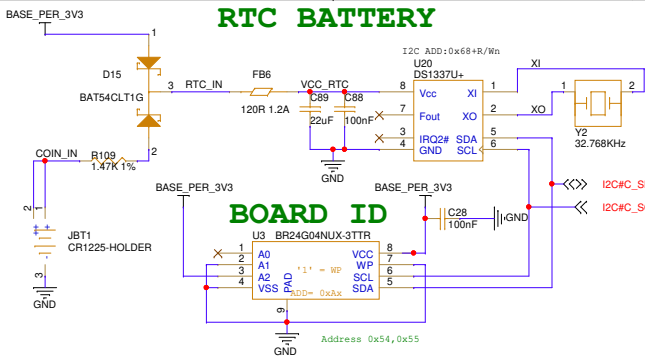 RTC BATTERY
BASE_PER_3V3
1
I2C ADD:0x68+R/Wn
U20
DS1337U+
D15
3
RTC_IN
FB6
VCC_RTC
BAT54CLT1G
120R 1.2A
C89
22uF
C88
100nF
8
Vcc
XI
1
XI
7
Fout
XO
2
XO
1
2
3
IRQ2#
SDA
5
4
GND
SCL
6
Y2
32.768KHz
2
COIN_IN
R109
1.47K 1%
GND
I2C#C_S
I2C#C_S
BASE_PER_3V3
BASE_PER_3V3
BOARD ID
2
1
JBT1
CR1225-HOLDER
3
GND
C28
100nF
GND
U3
BR24G04NUX-3TTR
1
A0
VCC
8
2
A1
WP
7
3
A2
SCL
6
4
VSS
SDA
5
PAD
'1' = WP
ADD= 0xAx
9
GND
Address 0x54,0x55